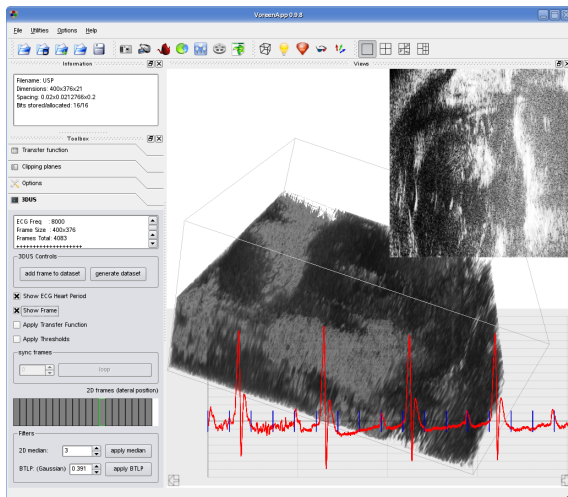 VoreenApp 0.9.8
File Utilities Options Help
Information
Views
Filename: USP
Dimensions: 400x376x21
Spacing: 0.02x0.0212766x0.2
Bits stored/allocated: 16/16
Toolbox
Transfer function
Clipping planes
Options
3DUS
ECG Freq : 8000
Frame Size : 400x376
Frames Total: 4083
++++++++++++++++++++
3DUS Controls
add frame to dataset generate dataset
Show ECG Heart Period
Show Frame
Apply Transfer Function
Apply Thresholds
sync frames
0 loop
2D frames (lateral position)
Filters
2D median: 3 apply median
BTLP: (Gaussian) 0.391 apply BTLP